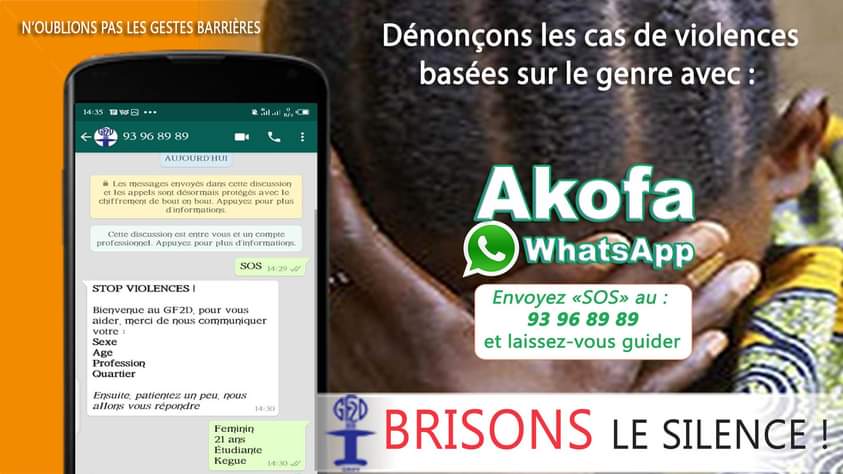 N'OUBLIONS PAS LES GESTES BARRIÈRES
Dénonçons les cas de violences
basées sur le genre avec :
14:35
93 96 89 89
AUJOURD'HUI
Les messages envoyés dans cette discussion
et les appels sont désormais protégés avec le
chiffrement de bout en bout. Appuyez pour plus
d'informations.
Cette discussion est entre vous et un compte
professionnel. Appuyez pour plus d'informations.
SOS 14:29
STOP VIOLENCES !
Bienvenue au GF2D, pour vous
aider, merci de nous communiquer
votre :
Sexe
Age
Profession
Quartier
Ensuite, patientez un peu, nous
allons vous répondre
14:30
Feminin
21 ans
Étudiante
Kegue 14:30
Akofa
WhatsApp
Envoyez «SOS» au :
93 96 89 89
et laissez-vous guider
GF2D
BRISONS LE SILENCE !